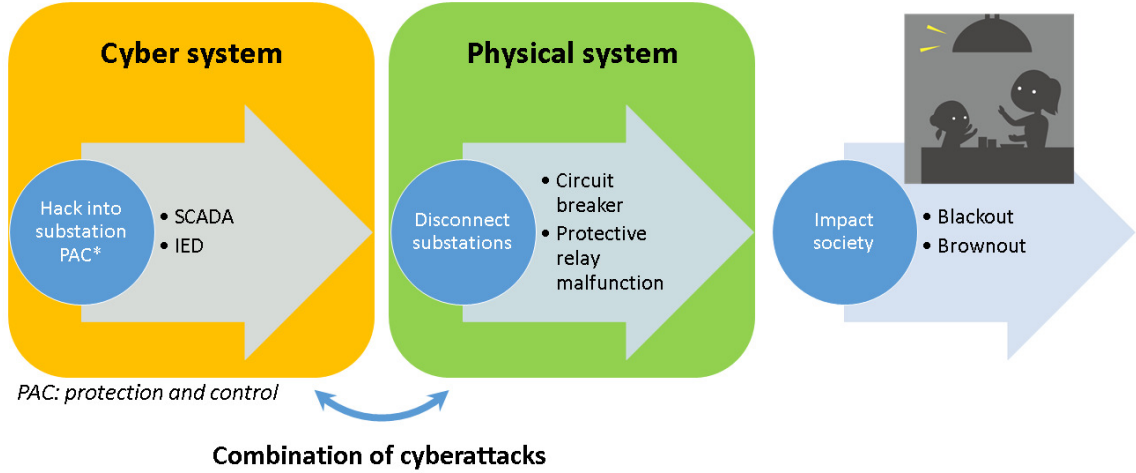 Cyber system
Hack into
substation
PAC*
• SCADA
• IED
Physical system
Disconnect
substations
• Circuit
breaker
• Protective
relay
malfunction
Impact
society
• Blackout
• Brownout
PAC: protection and control
Combination of cyberattacks